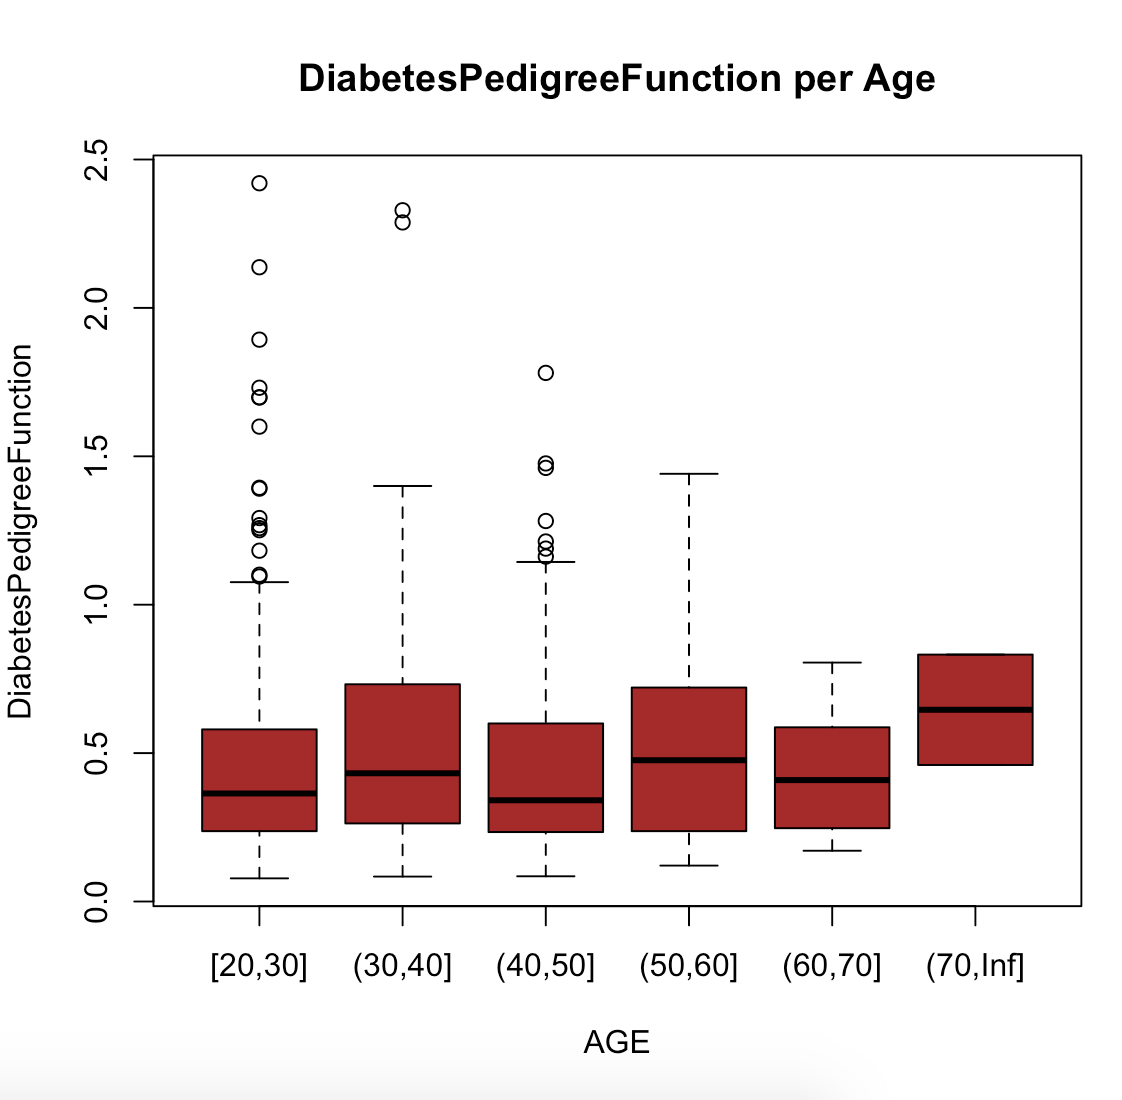 DiabetesPedigreeFunction per Age
DiabetesPedigreeFunction
2.5
2.0
1.5
1.0
0.5
0.0
[20,30] (30,40] (40,50] (50,60] (60,70] (70,Inf]
AGE